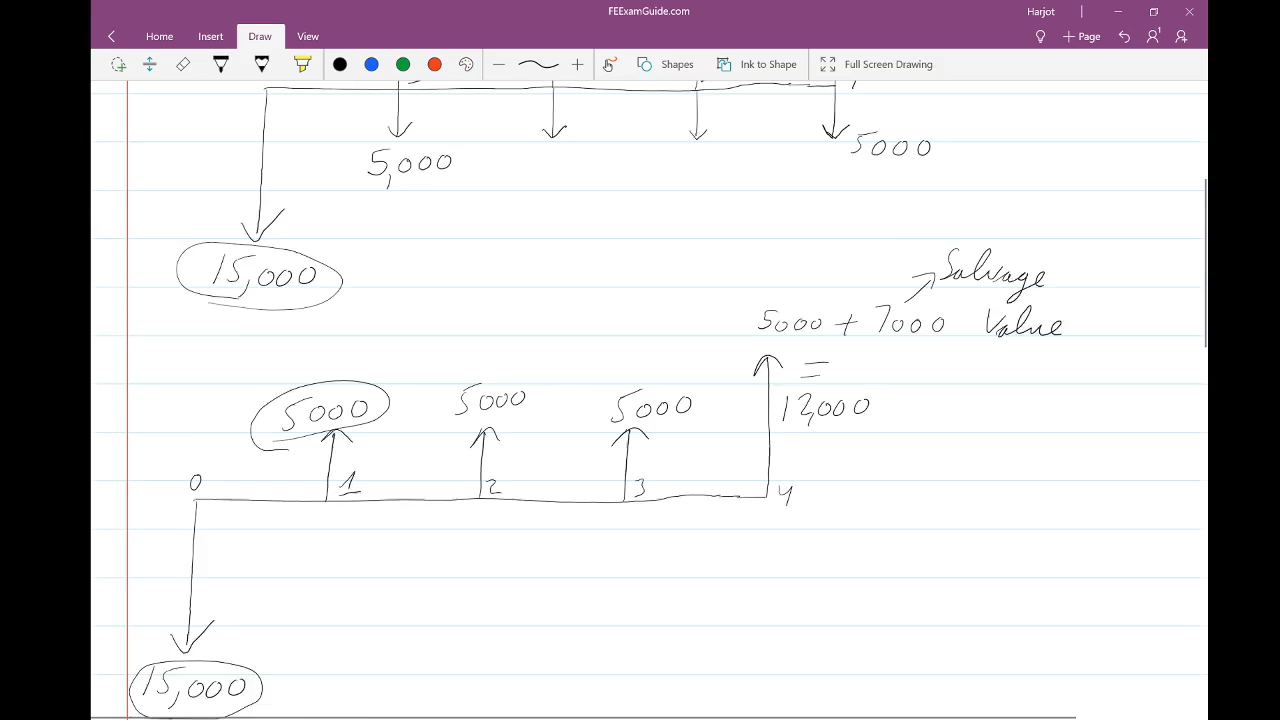 FEExamGuide.com
Harjot
Home Insert Draw View
Page
Shapes Ink to Shape Full Screen Drawing
5,000
5000
15,000
Salvage
5000 + 7000 Value
=
5000 5000 5000 12,000
0 1 2 3 4
15,000